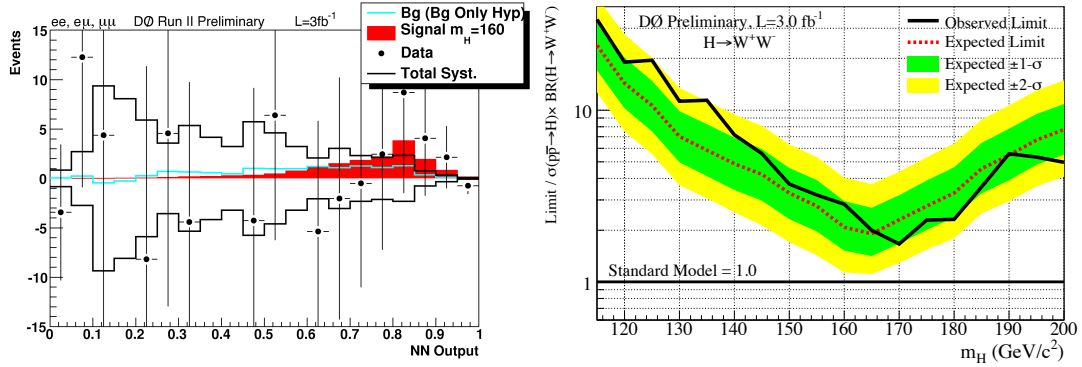 ee, eμ, μμ DØ Run II Preliminary L=3fb⁻¹
Events
Bg (Bg Only Hyp)
Signal m_H=160
Data
Total Syst.
15
10
5
0
-5
-10
-15
0 0.1 0.2 0.3 0.4 0.5 0.6 0.7 0.8 0.9 1
NN Output
Limit / σ(pp̅→H)× BR(H→W⁺W⁻)
DØ Preliminary, L=3.0 fb⁻¹
H→W⁺W⁻
Observed Limit
Expected Limit
Expected ±1-σ
Expected ±2-σ
10
1
Standard Model = 1.0
120 130 140 150 160 170 180 190 200
m_H (GeV/c²)